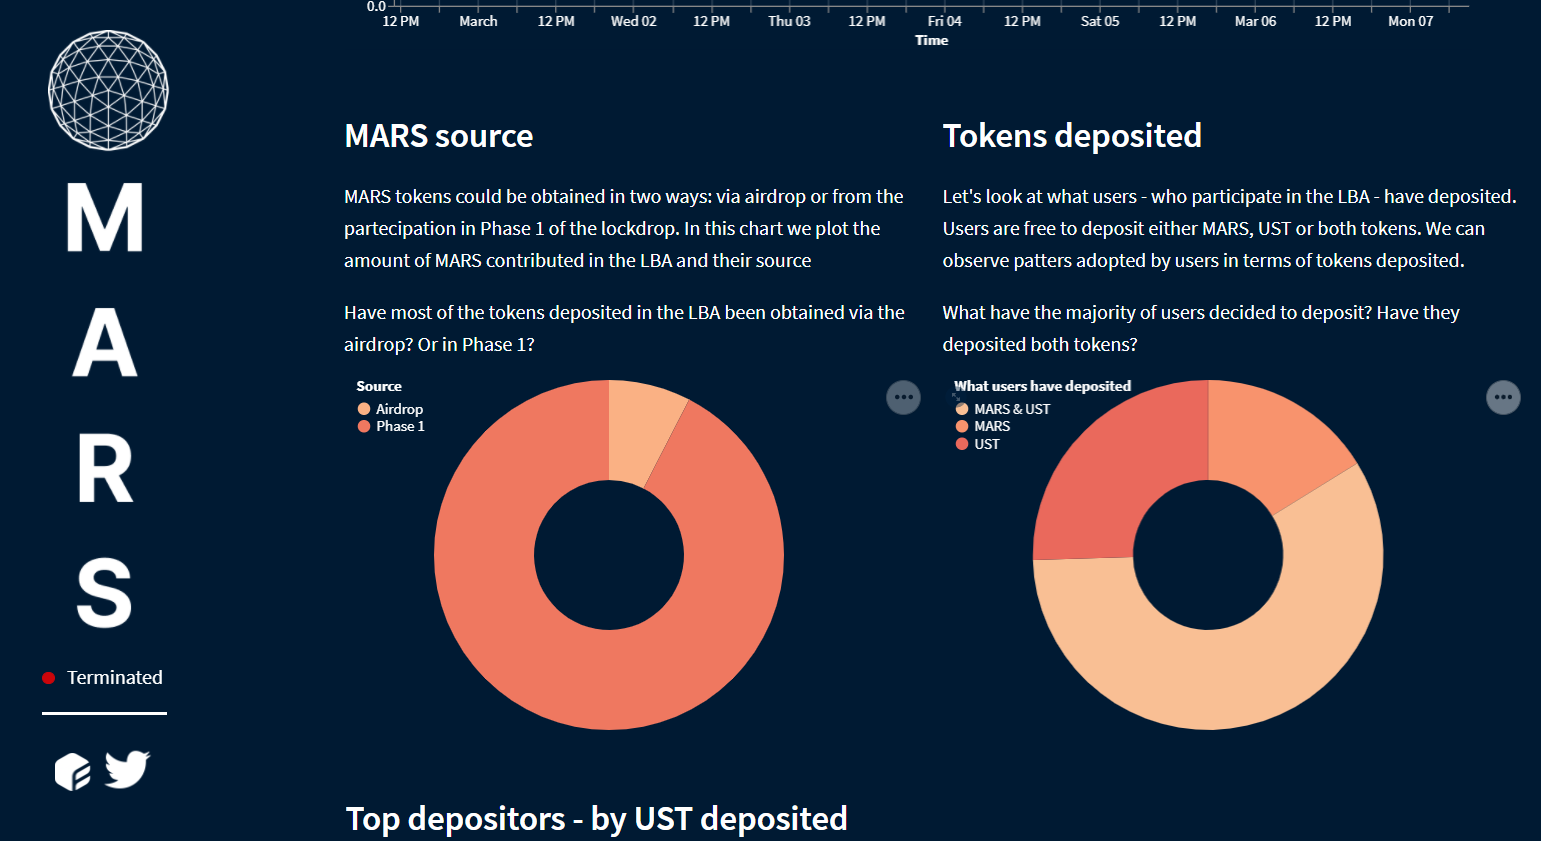 0.0
12 PM March 12 PM Wed 02 12 PM Thu 03 12 PM Fri 04 12 PM Sat 05 12 PM Mar 06 12 PM Mon 07
Time
M
A
R
S
Terminated
MARS source
MARS tokens could be obtained in two ways: via airdrop or from the
partecipation in Phase 1 of the lockdrop. In this chart we plot the
amount of MARS contributed in the LBA and their source
Have most of the tokens deposited in the LBA been obtained via the
airdrop? Or in Phase 1?
Source
Airdrop
Phase 1
Tokens deposited
Let's look at what users - who participate in the LBA - have deposited.
Users are free to deposit either MARS, UST or both tokens. We can
observe patters adopted by users in terms of tokens deposited.
What have the majority of users decided to deposit? Have they
deposited both tokens?
What users have deposited
MARS & UST
MARS
UST
Top depositors - by UST deposited